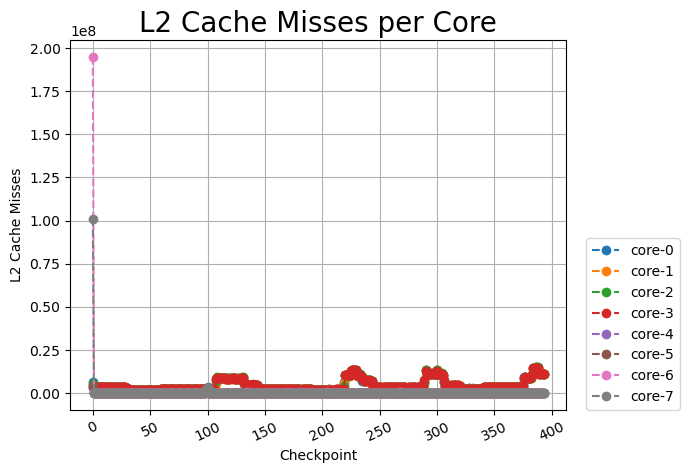 L2 Cache Misses per Core
1e8
2.00
1.75
1.50
1.25
1.00
0.75
0.50
0.25
0.00
L2 Cache Misses
0
50
100
150
200
250
300
350
400
Checkpoint
core-0
core-1
core-2
core-3
core-4
core-5
core-6
core-7